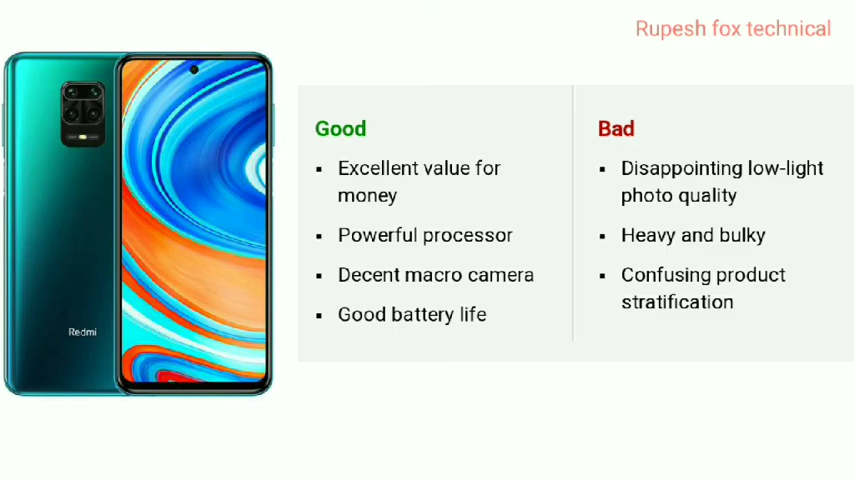 Rupesh fox technical
Good
▪ Excellent value for
money
▪ Powerful processor
▪ Decent macro camera
▪ Good battery life
Bad
▪ Disappointing low-light
photo quality
▪ Heavy and bulky
▪ Confusing product
stratification
Redmi